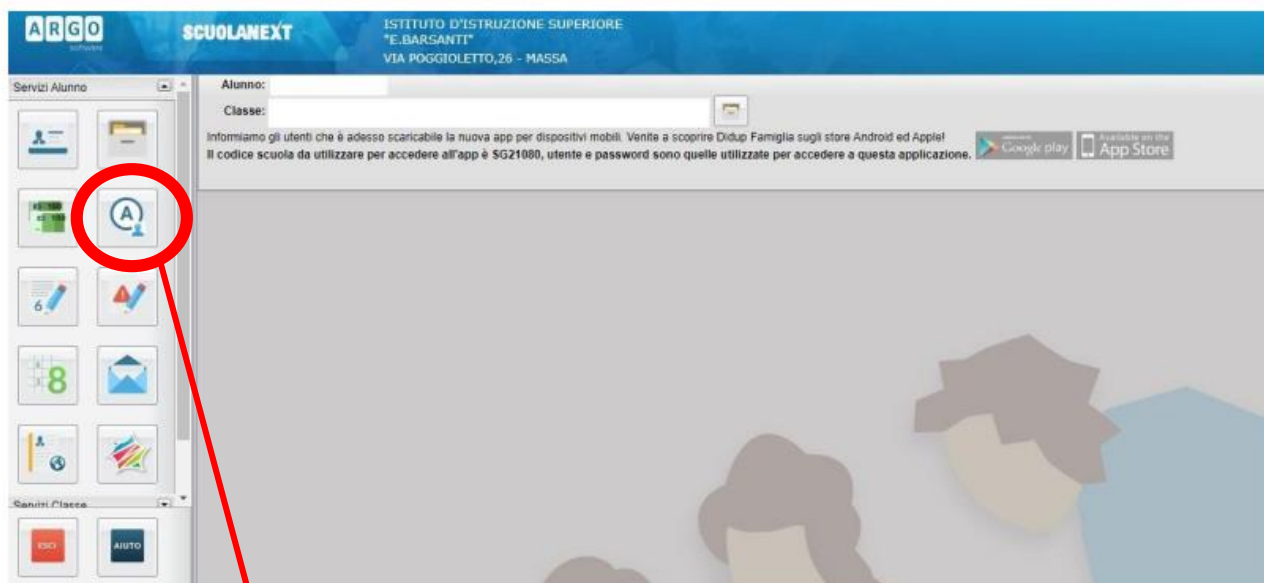 ARGO
software
SCUOLANEXT
ISTITUTO D'ISTRUZIONE SUPERIORE
"E.BARSANTI"
VIA POGGIOLETTO,26 - MASSA
Servizi Alunno
Alunno:
Classe:
Informiamo gli utenti che è adesso scaricabile la nuova app per dispositivi mobili. Venite a scoprire Didup Famiglia sugli store Android ed Apple!
Il codice scuola da utilizzare per accedere all'app è SG21080, utente e password sono quelle utilizzate per accedere a questa applicazione.
Google play
Available on the
App Store
A
6
8
Servizi Classe
ESCI
AIUTO